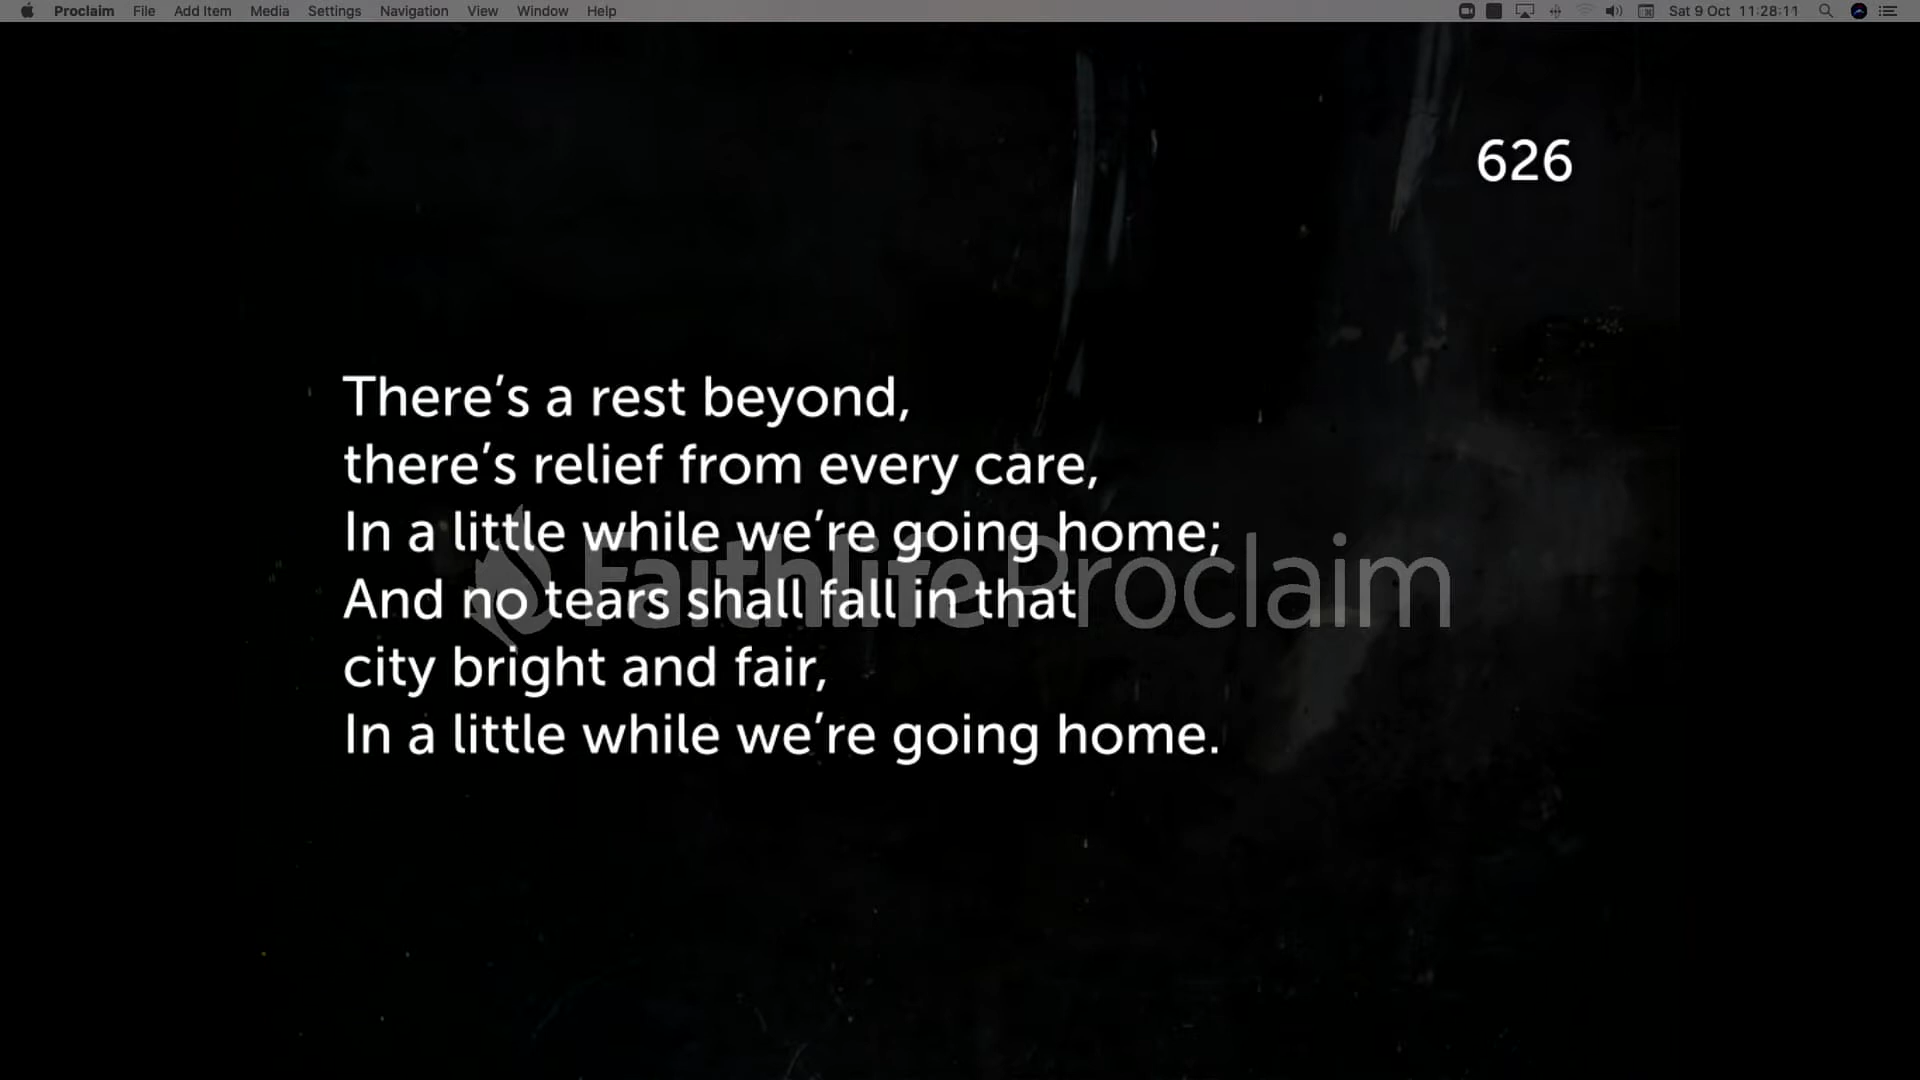 Proclaim File Add Item Media Settings Navigation View Window Help Sat 9 Oct 11:28:11
626
There’s a rest beyond,
there’s relief from every care,
In a little while we’re going home;
And no tears shall fall in that
city bright and fair,
In a little while we’re going home.
Faithlife Proclaim